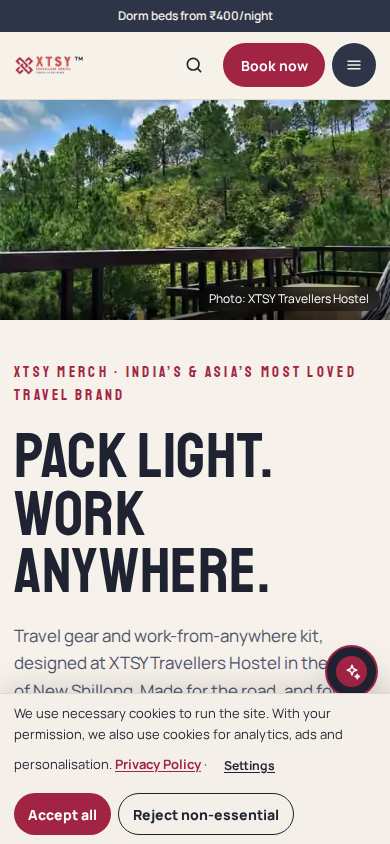 Dorm beds from ₹400/night
XTSY ™
Book now
Photo: XTSY Travellers Hostel
XTSY MERCH · INDIA'S & ASIA'S MOST LOVED
TRAVEL BRAND
PACK LIGHT.
WORK
ANYWHERE.
Travel gear and work-from-anywhere kit,
designed at XTSY Travellers Hostel in the
of New Shillong. Made for the road, and fo
We use necessary cookies to run the site. With your
permission, we also use cookies for analytics, ads and
personalisation. Privacy Policy · Settings
Accept all Reject non-essential